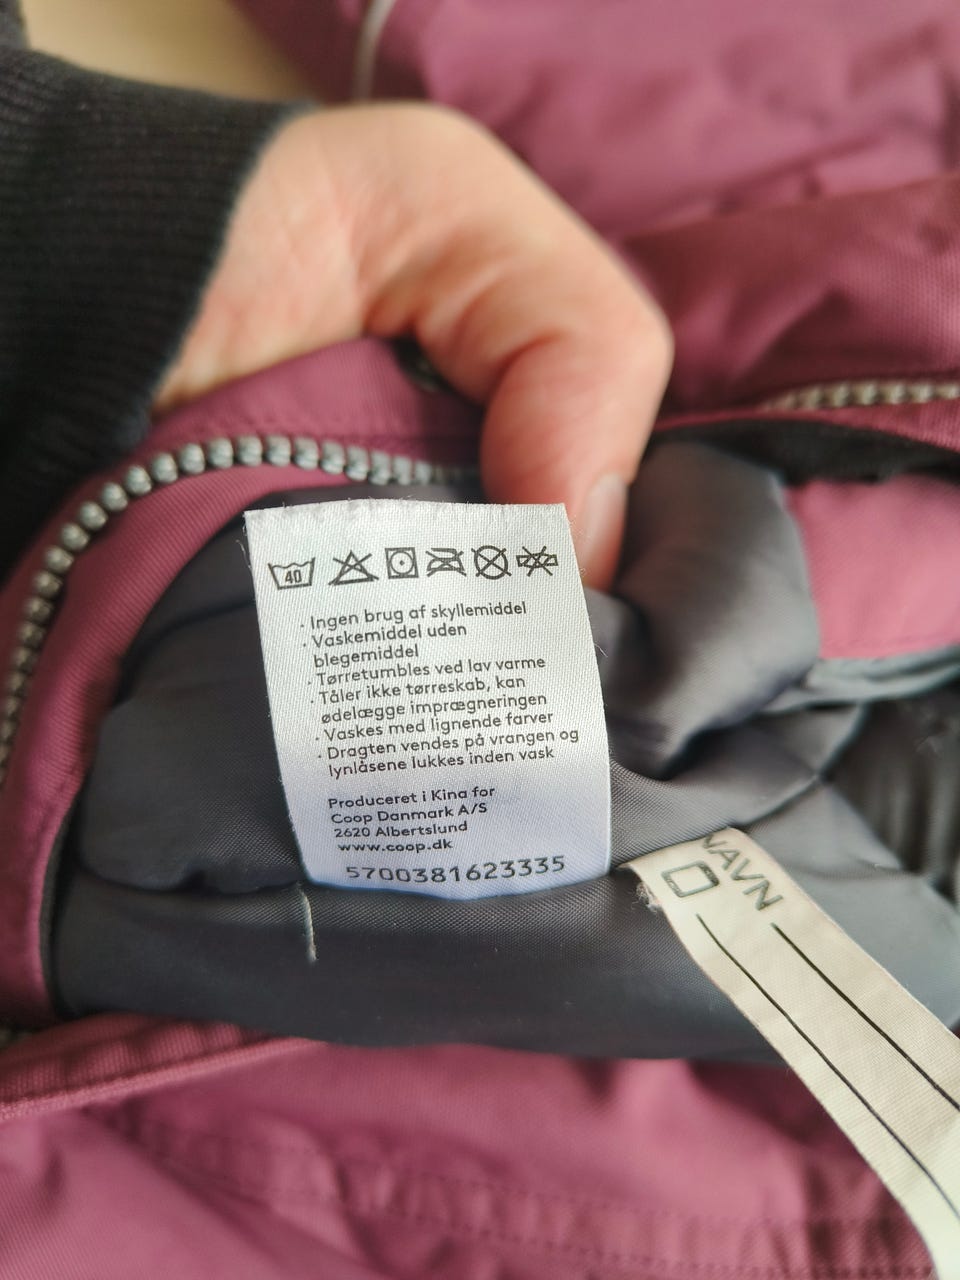 40
· Ingen brug af skyllemiddel
· Vaskemiddel uden
blegemiddel
· Tørretumbles ved lav varme
· Tåler ikke tørreskab, kan
ødelægge imprægneringen
· Vaskes med lignende farver
· Dragten vendes på vrangen og
lynlåsene lukkes inden vask
Produceret i Kina for
Coop Danmark A/S
2620 Albertslund
www.coop.dk
5700381623335
NAVN